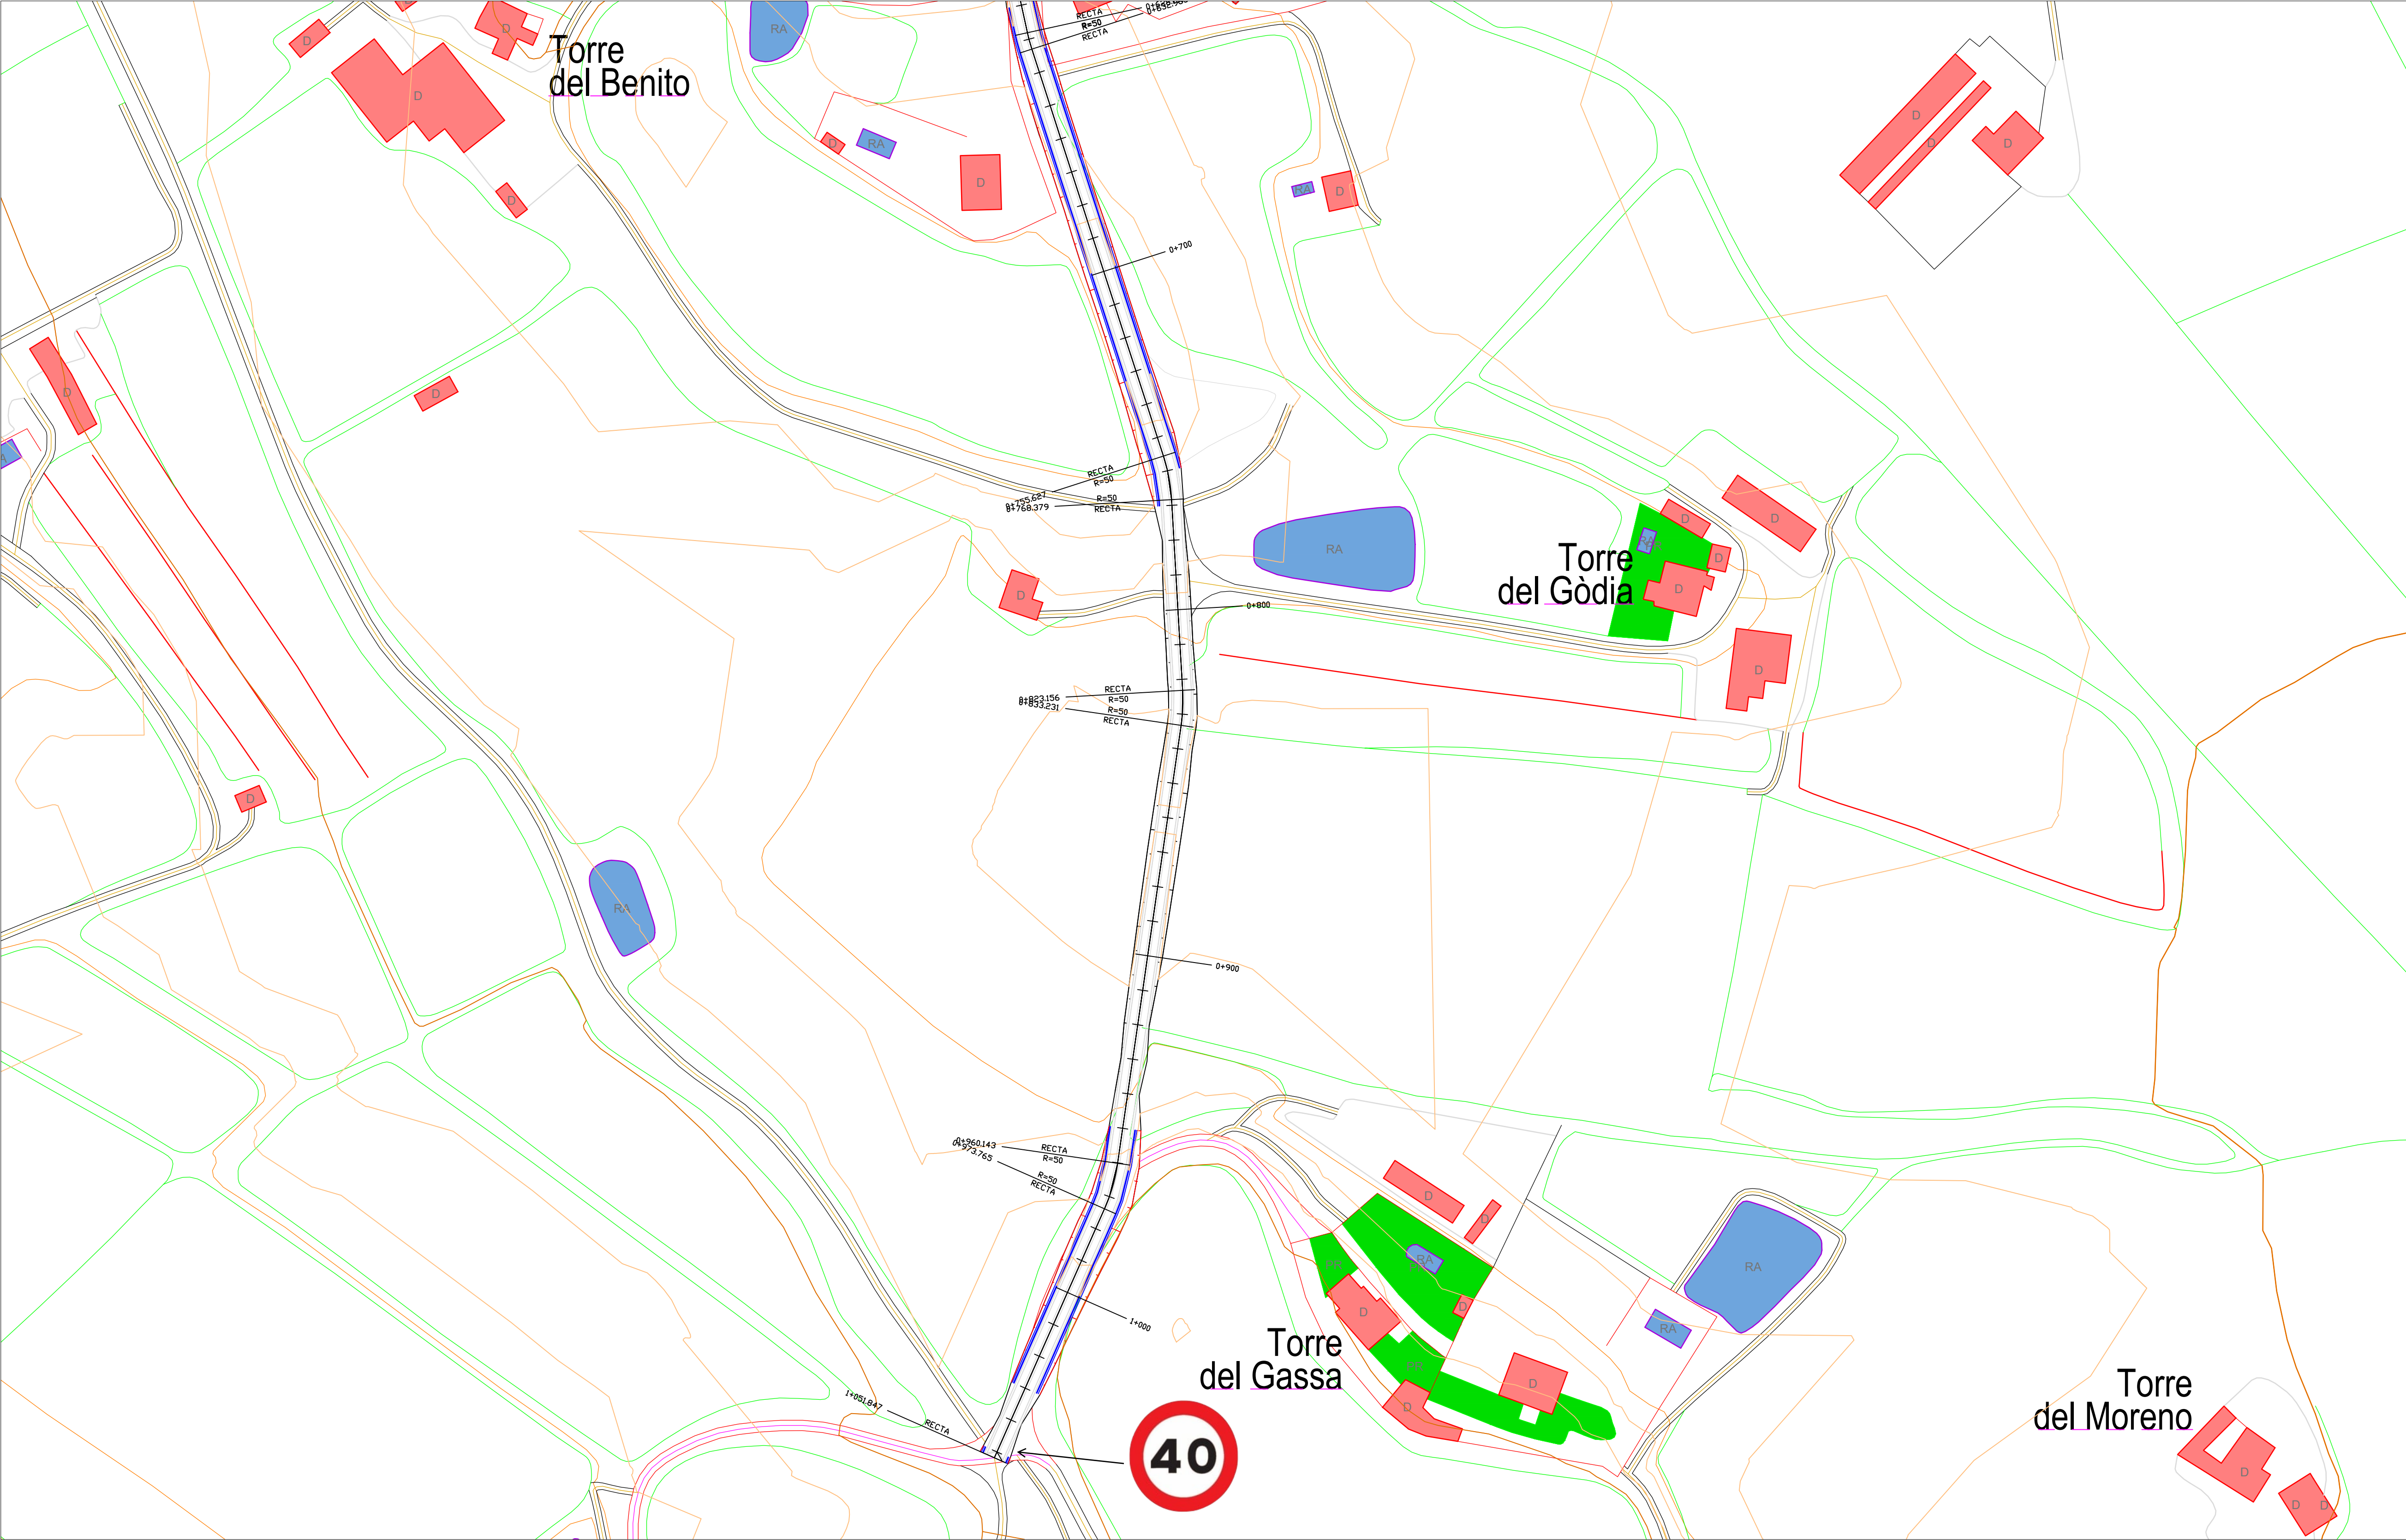 RECTA
R=50
RECTA
D
D
RA
Torre
del Benito
D
D
D
D
D
RA
D
D
D
RA
D
0+700
D
D
RA
RECTA
R=50
0+755.627
R=50
0+768.379
RECTA
D
D
RA
D
Torre
del Gòdia
D
D
0+800
D
0+823.156
RECTA
R=50
0+833.231
R=50
RECTA
D
RA
0+900
0+960.143
RECTA
R=50
0+973.765
R=50
RECTA
D
D
RA
PR
RA
D
D
RA
1+000
Torre
del Gassa
PR
D
D
1+051.847
RECTA
40
Torre
del Moreno
D
D
D